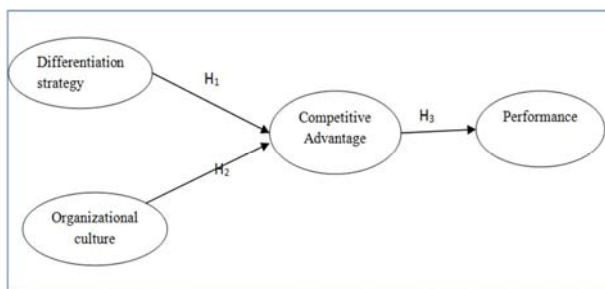 Differentiation
strategy
H₁
Competitive
Advantage
H₃
Performance
H₂
Organizational
culture